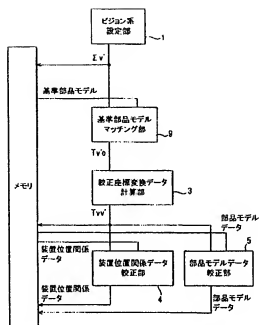 ビジョン系
設定部
1
Σv'
基準部品モデル
基準部品モデル
マッチング部
9
Tv'o
メモリ
較正座標変換データ
計算部
3
Tvv'
部品モデル
データ
装置位置関係
データ
装置位置関係データ
較正部
4
部品モデルデータ
較正部
5
装置位置関係
データ
部品モデル
データ